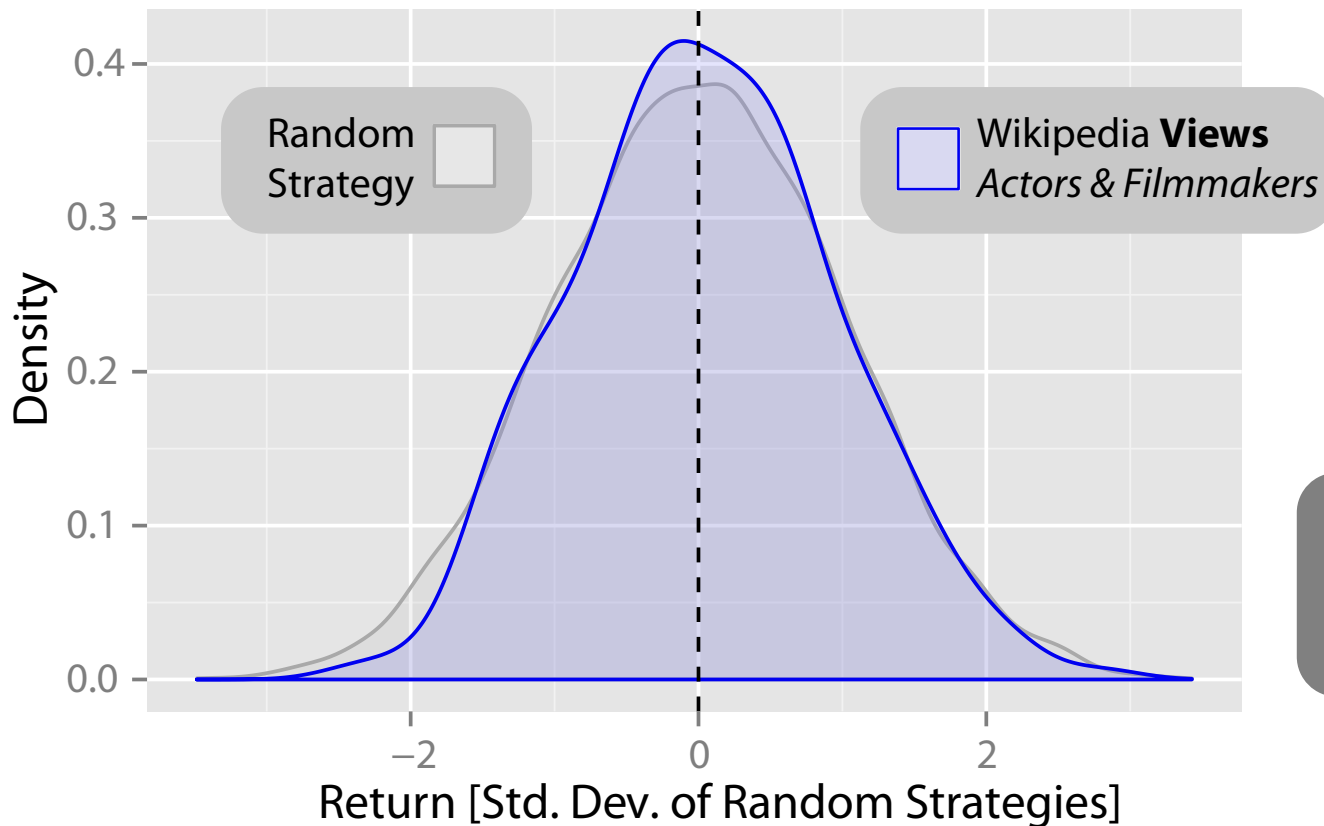 0.4
0.3
0.2
0.1
0.0
Density
Random
Strategy
Wikipedia Views
Actors & Filmmakers
−2
0
2
Return [Std. Dev. of Random Strategies]